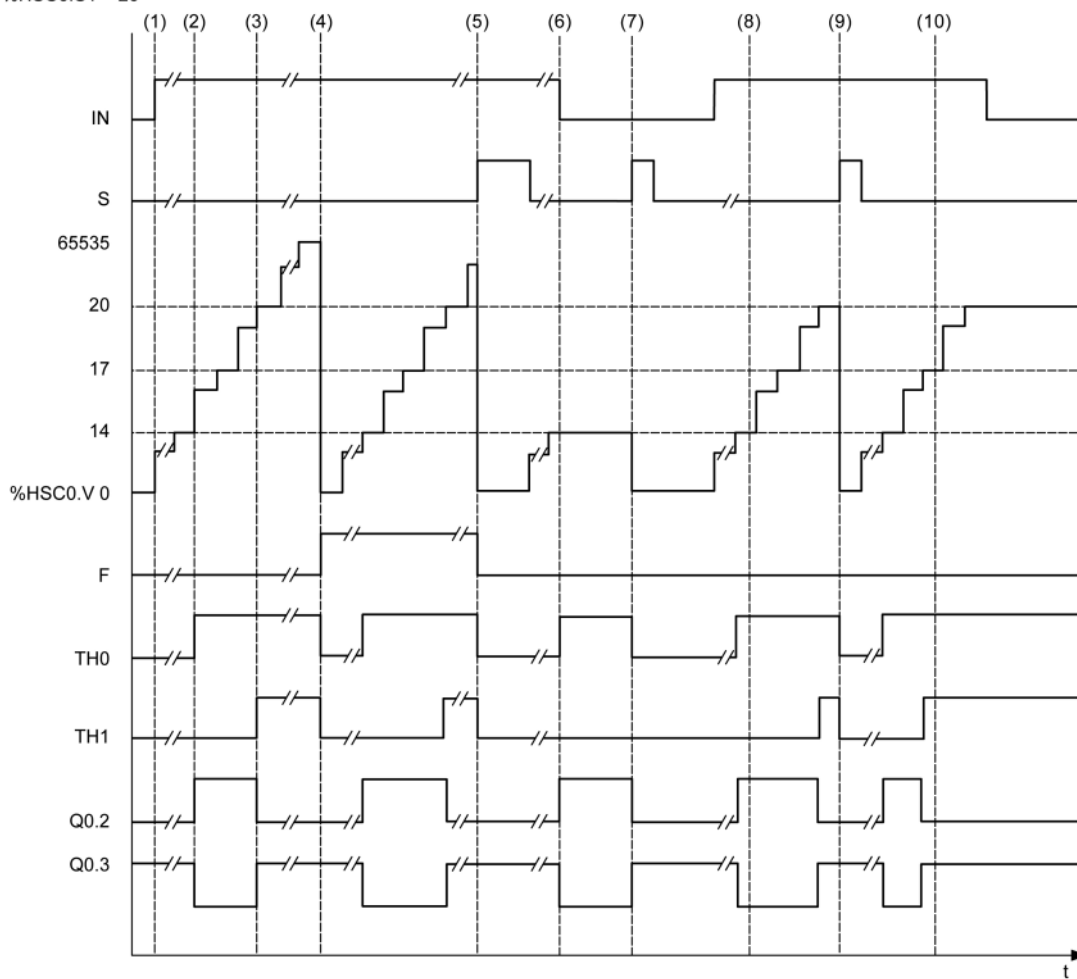 (1) (2) (3) (4) (5) (6) (7) (8) (9) (10)
IN
S
65535
20
17
14
%HSC0.V 0
F
TH0
TH1
Q0.2
Q0.3
t